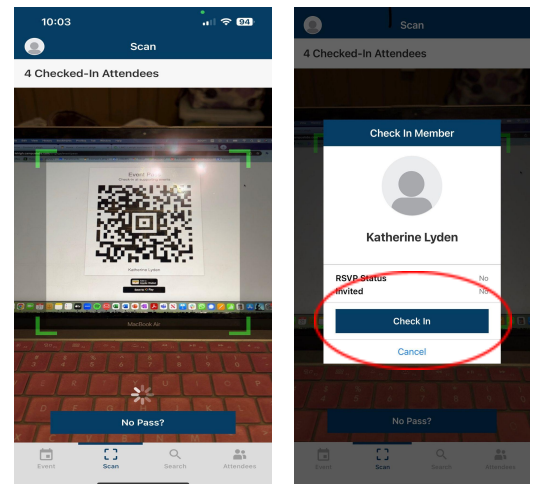 10:03
94
Scan
4 Checked-In Attendees
Event Pass
Katherine Lyden
MacBook Air
No Pass?
Event
Scan
Search
Attendees
Scan
4 Checked-In Attendees
Check In Member
Katherine Lyden
RSVP Status No
Invited No
Check In
Cancel
No Pass?
Event
Scan
Search
Attendees